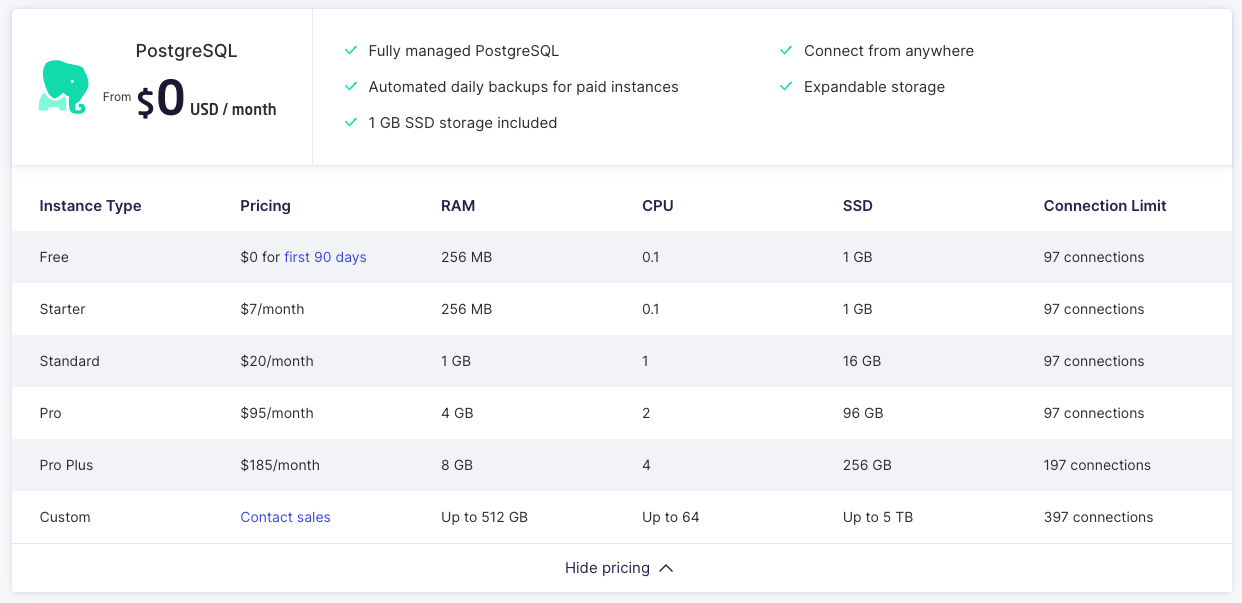 PostgreSQL
From $0 USD / month
Fully managed PostgreSQL
Connect from anywhere
Automated daily backups for paid instances
Expandable storage
1 GB SSD storage included
Instance Type Pricing RAM CPU SSD Connection Limit
Free $0 for first 90 days 256 MB 0.1 1 GB 97 connections
Starter $7/month 256 MB 0.1 1 GB 97 connections
Standard $20/month 1 GB 1 16 GB 97 connections
Pro $95/month 4 GB 2 96 GB 97 connections
Pro Plus $185/month 8 GB 4 256 GB 197 connections
Custom Contact sales Up to 512 GB Up to 64 Up to 5 TB 397 connections
Hide pricing